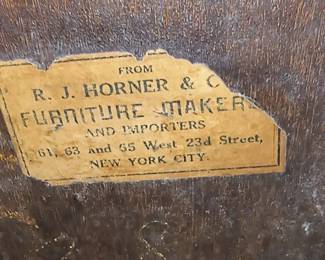 FROM
R. J. HORNER & C
FURNITURE MAKER
AND IMPORTERS
61, 63 and 65 West 23d Street,
NEW YORK CITY.